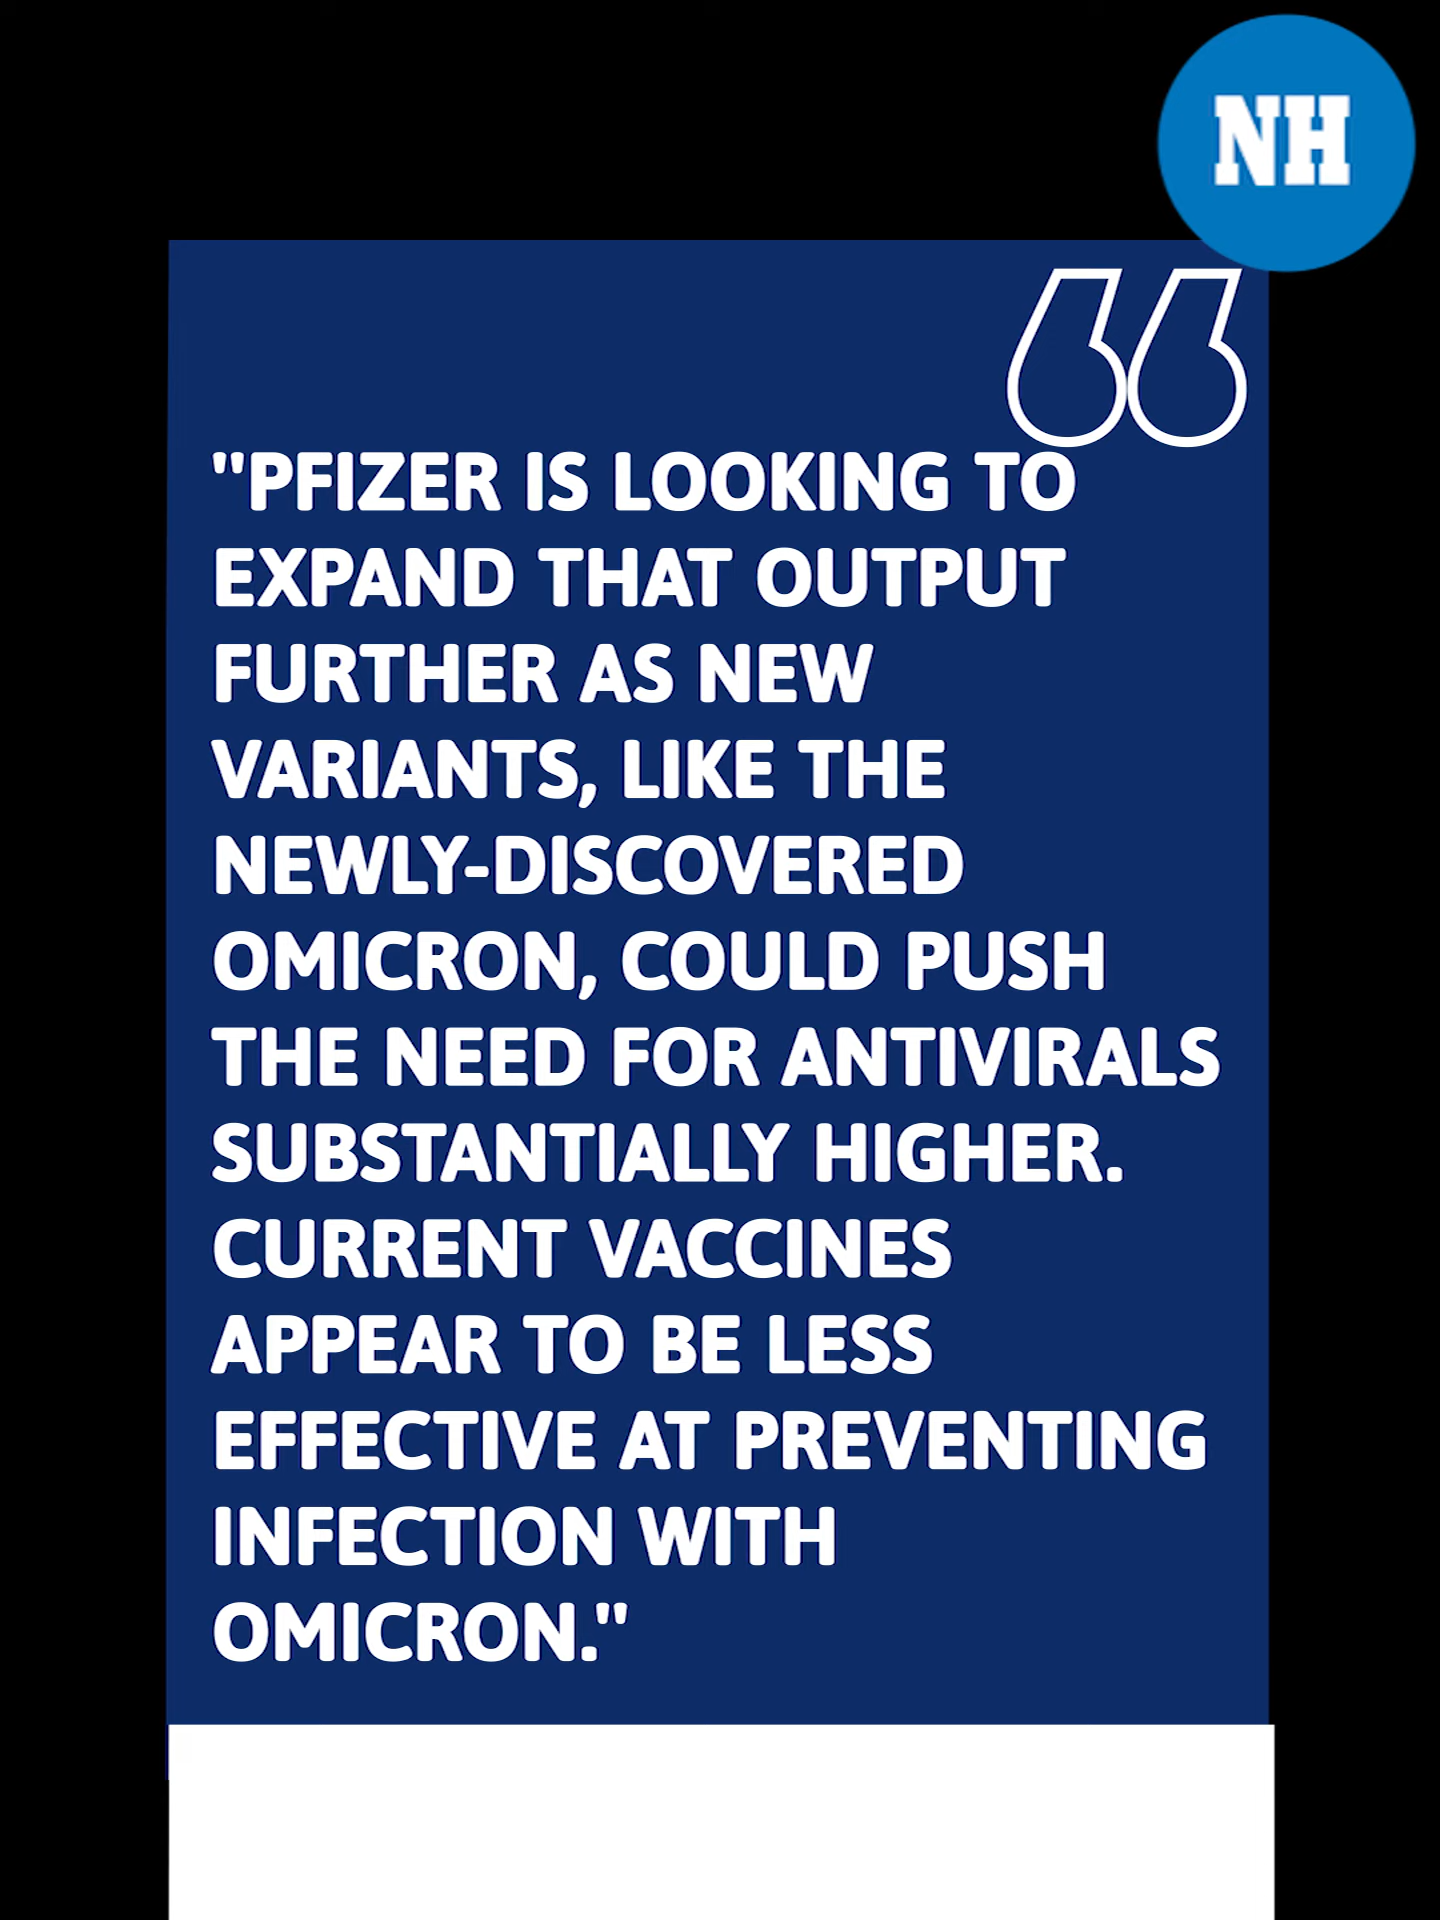 NH
"PFIZER IS LOOKING TO
EXPAND THAT OUTPUT
FURTHER AS NEW
VARIANTS, LIKE THE
NEWLY-DISCOVERED
OMICRON, COULD PUSH
THE NEED FOR ANTIVIRALS
SUBSTANTIALLY HIGHER.
CURRENT VACCINES
APPEAR TO BE LESS
EFFECTIVE AT PREVENTING
INFECTION WITH
OMICRON."